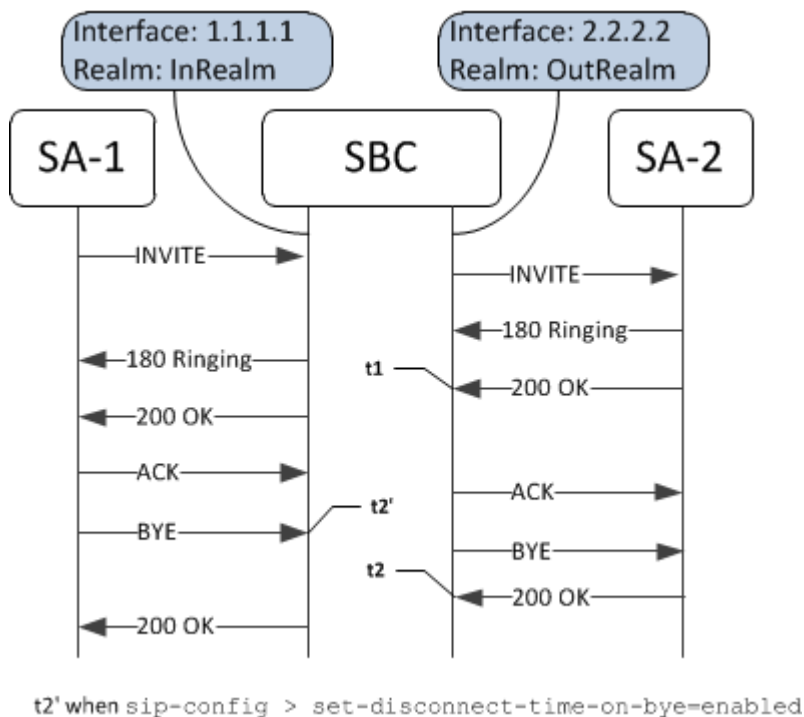 Interface: 1.1.1.1
Realm: InRealm
Interface: 2.2.2.2
Realm: OutRealm
SA-1
SBC
SA-2
INVITE
INVITE
180 Ringing
180 Ringing
t1
200 OK
200 OK
ACK
ACK
t2'
BYE
BYE
t2
200 OK
200 OK
t2' when sip-config > set-disconnect-time-on-bye=enabled